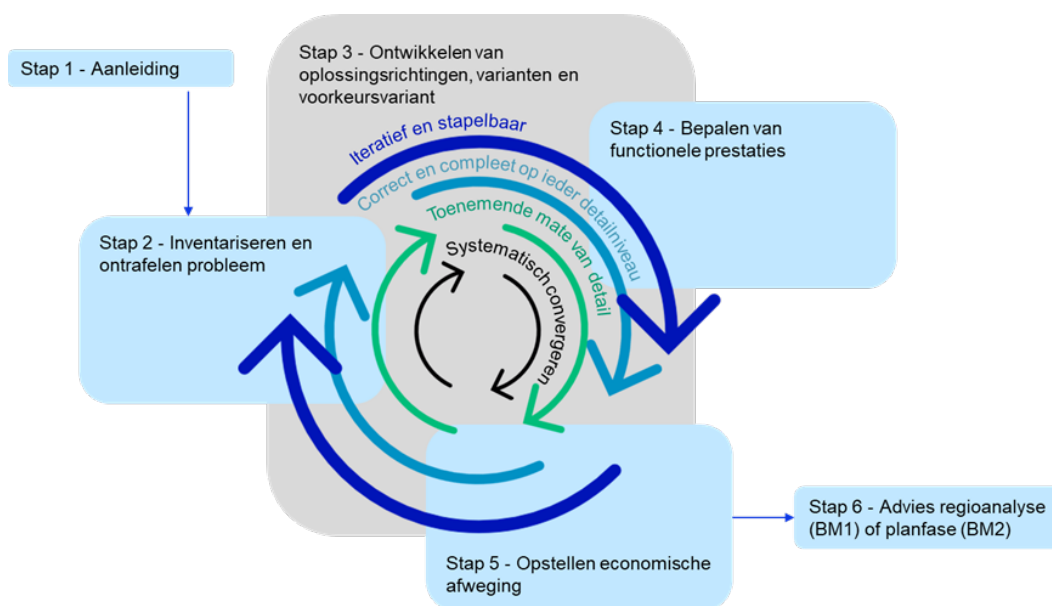 Stap 1 - Aanleiding
Stap 2 - Inventariseren en
ontrafelen probleem
Stap 3 - Ontwikkelen van
oplossingsrichtingen, varianten en
voorkeursvariant
Iteratief en stapelbaar
Correct en compleet op ieder detailniveau
Toenemende mate van detail
Systematisch convergeren
Stap 4 - Bepalen van
functionele prestaties
Stap 5 - Opstellen economische
afweging
Stap 6 - Advies regioanalyse
(BM1) of planfase (BM2)